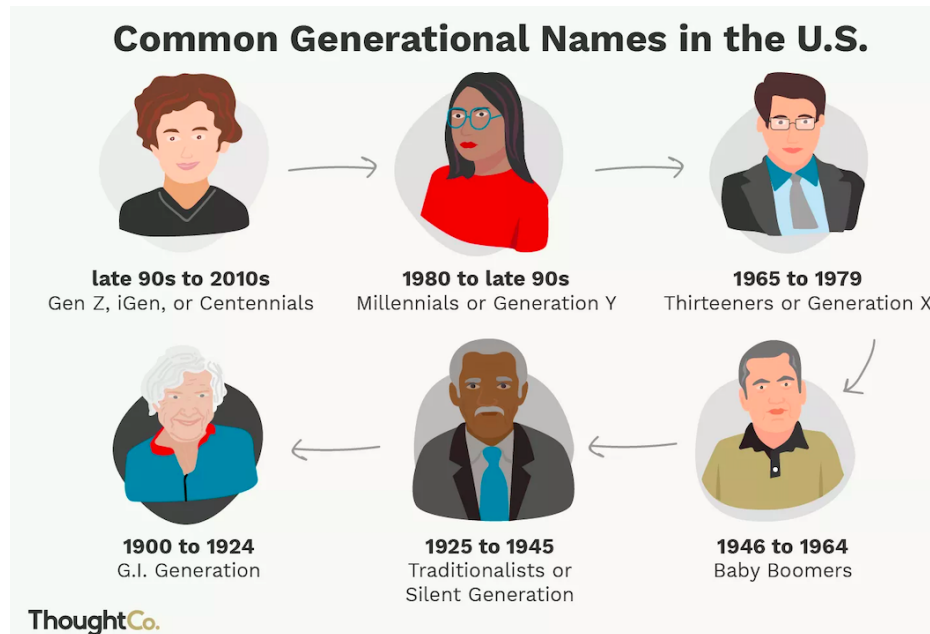 Common Generational Names in the U.S.
late 90s to 2010s
Gen Z, iGen, or Centennials
1980 to late 90s
Millennials or Generation Y
1965 to 1979
Thirteeners or Generation X
1900 to 1924
G.I. Generation
1925 to 1945
Traditionalists or
Silent Generation
1946 to 1964
Baby Boomers
ThoughtCo.